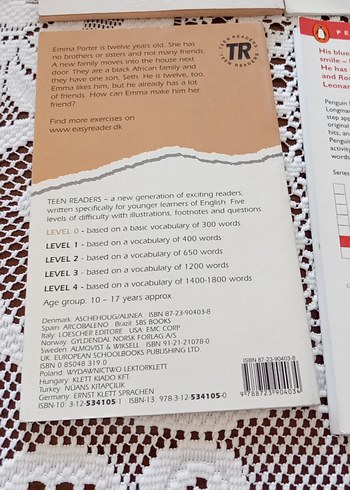 Emma Porter is twelve years old. She has
no brothers or sisters and not many friends.
A new family moves into the house next
door. They are a black African family and
they have one son, Seth. He is twelve, too.
Emma likes him, but he already has a lot
of friends. How can Emma make him her
friend?
Find more exercises on
www.easyreader.dk
TEEN READERS
TR
TEEN READERS
TEEN READERS – a new generation of exciting readers,
written specifically for younger learners of English. Five
levels of difficulty with illustrations, footnotes and questions.
LEVEL 0 - based on a basic vocabulary of 300 words
LEVEL 1 - based on a vocabulary of 400 words
LEVEL 2 - based on a vocabulary of 650 words
LEVEL 3 - based on a vocabulary of 1200 words
LEVEL 4 - based on a vocabulary of 1400-1800 words
Age group: 10 – 17 years approx
Denmark: ASCHEHOUG/ALINEA ISBN 87-23-90403-8
Spain: ARCOBALENO Brazil: SBS BOOKS
Italy: LOESCHER EDITORE USA: EMC CORP.
Norway: GYLDENDAL NORSK FORLAG A/S
Sweden: ALMQVIST & WIKSELL ISBN 91-21-21078-0
UK: EUROPEAN SCHOOLBOOKS PUBLISHING LTD.
ISBN 0 85048 319 0
Poland: WYDAWNICTWO LEKTORKLETT
Hungary: KLETT KIADO KFT.
Turkey: NÜANS KITAPCILIK
Germany: ERNST KLETT SPRACHEN
ISBN-10: 3-12-534105-1 ISBN-13: 978-3-12-534105-0
ISBN 87-23-90403-8
9 788723 904034
PE
His blue
smile –
He has
and Ro
Leonar
Penguin
Longman
step app
original
hits, and
Penguin
activity
words
Series